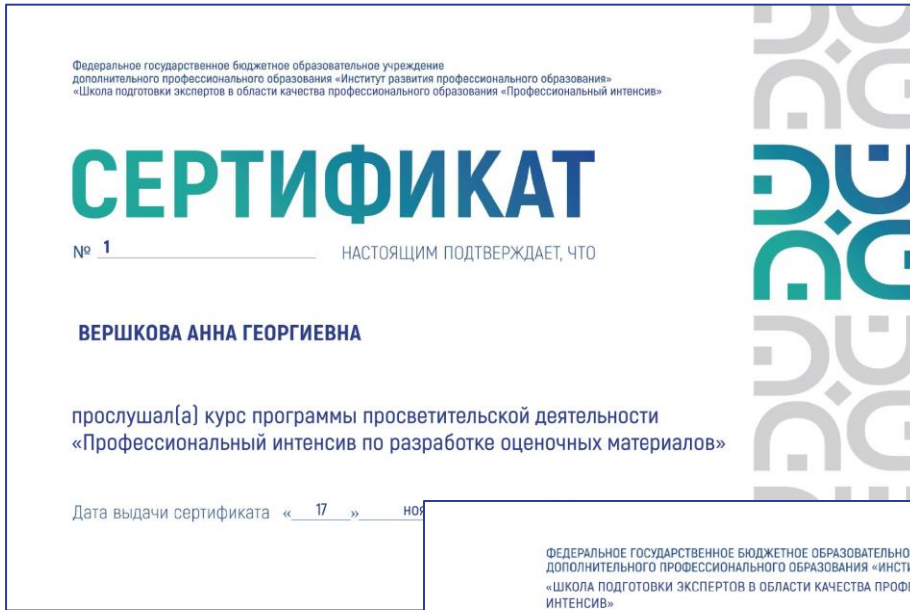 Федеральное государственное бюджетное образовательное учреждение
дополнительного профессионального образования «Институт развития профессионального образования»
«Школа подготовки экспертов в области качества профессионального образования «Профессиональный интенсив»
СЕРТИФИКАТ
№ 1 НАСТОЯЩИМ ПОДТВЕРЖДАЕТ, ЧТО
ВЕРШКОВА АННА ГЕОРГИЕВНА
прослушал(а) курс программы просветительской деятельности
«Профессиональный интенсив по разработке оценочных материалов»
Дата выдачи сертификата « 17 »
ФЕДЕРАЛЬНОЕ ГОСУДАРСТВЕННОЕ БЮДЖЕТНОЕ
ДОПОЛНИТЕЛЬНОГО ПРОФЕССИОНАЛЬНОГО ОБРАЗОВАНИЯ
«ШКОЛА ПОДГОТОВКИ ЭКСПЕРТОВ В ОБЛАСТИ КАЧЕСТВА
ИНТЕНСИВ»